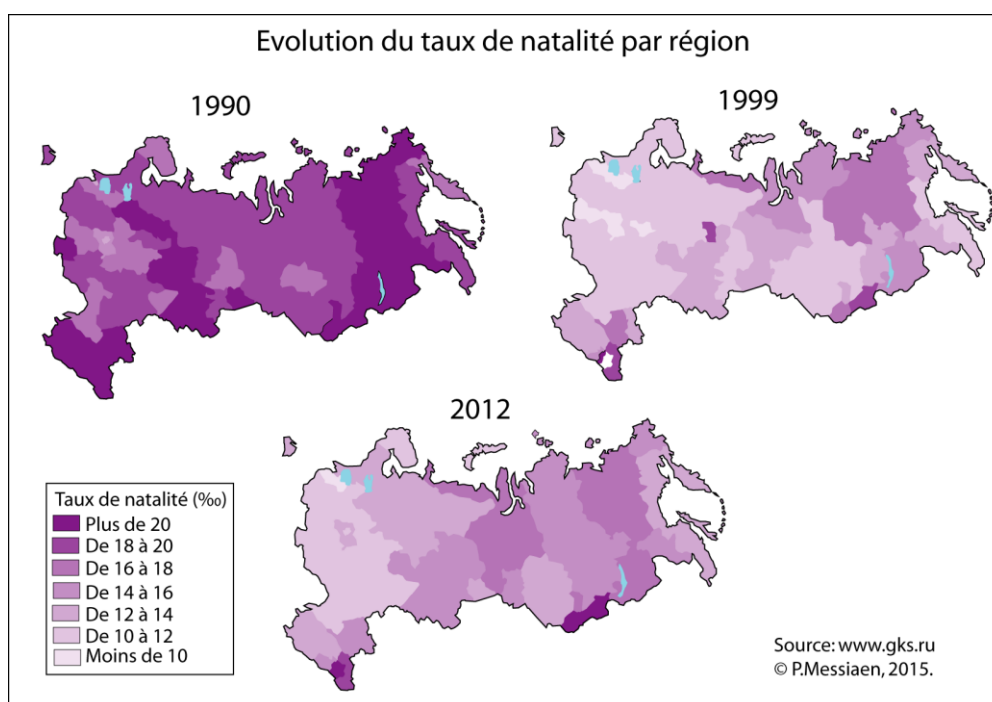 Evolution du taux de natalité par région
1990
1999
2012
Taux de natalité (‰)
Plus de 20
De 18 à 20
De 16 à 18
De 14 à 16
De 12 à 14
De 10 à 12
Moins de 10
Source: www.gks.ru
© P.Messiaen, 2015.